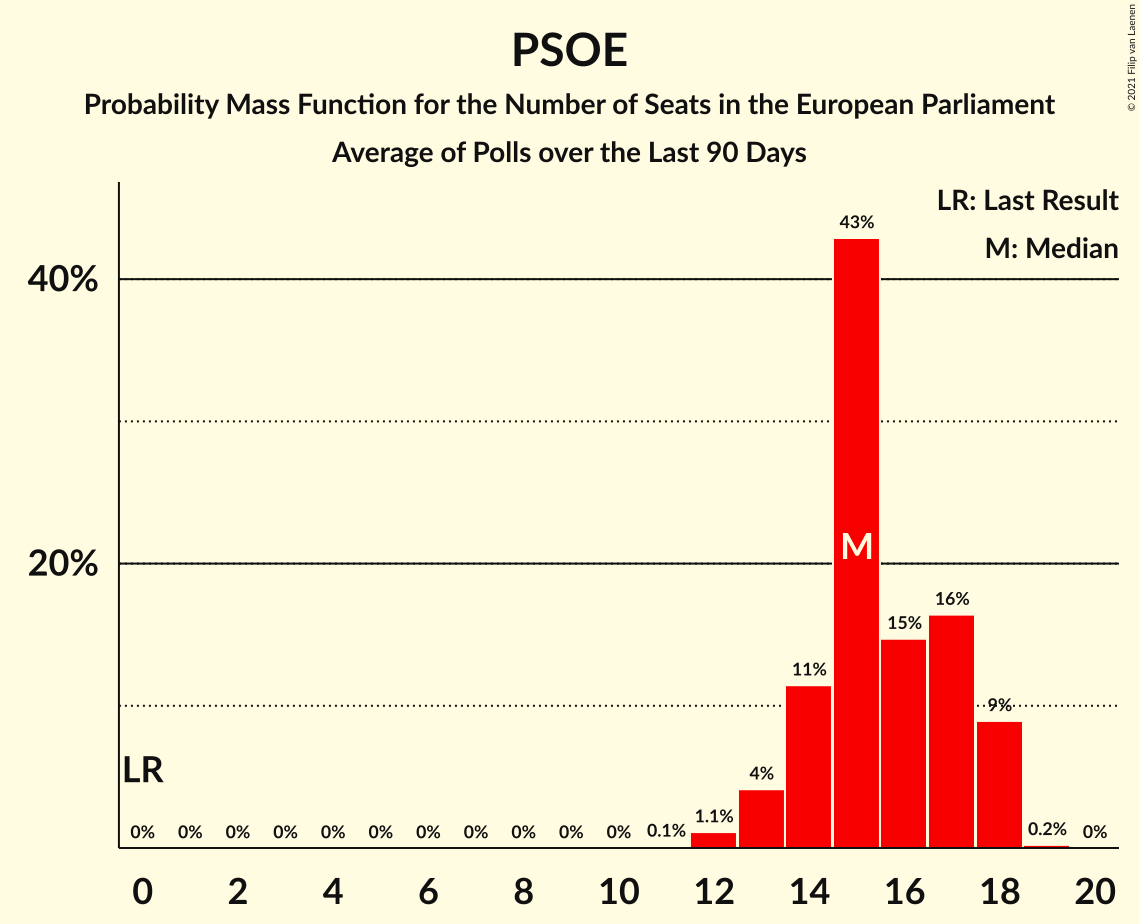 PSOE
Probability Mass Function for the Number of Seats in the European Parliament
Average of Polls over the Last 90 Days
© 2021 Filip van Laenen
LR: Last Result
M: Median
43%
40%
M
20%
16%
15%
11%
9%
LR
4%
1.1%
0% 0% 0% 0% 0% 0% 0% 0% 0% 0% 0% 0.1% 0.2% 0%
0 2 4 6 8 10 12 14 16 18 20